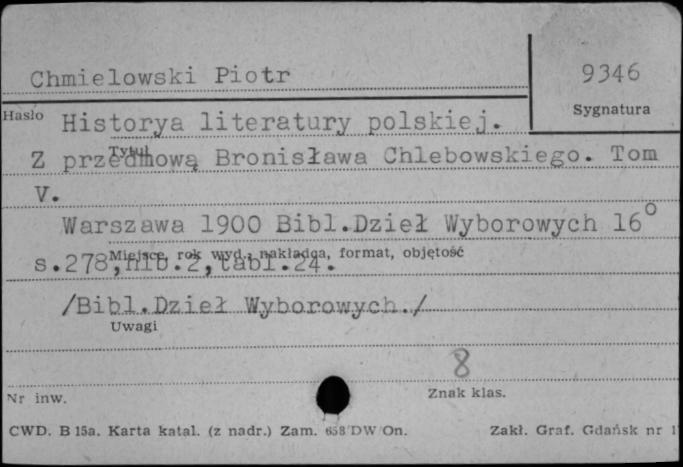 Chmielowski Piotr
9346
Hasło
Sygnatura
Historya literatury polskiej.
Tytuł
Z przedmową Bronisława Chlebowskiego. Tom
V.
Warszawa 1900 Bibl.Dzieł Wyborowych 16°
Miejsce, rok wyd., nakładca, format, objętość
s.278,nlb.2,tabl.24.
/Bibl.Dzieł Wyborowych./
Uwagi
8
Nr inw.
Znak klas.
CWD. B 15a. Karta katal. (z nadr.) Zam. 658 DW On.
Zakł. Graf. Gdańsk nr 1